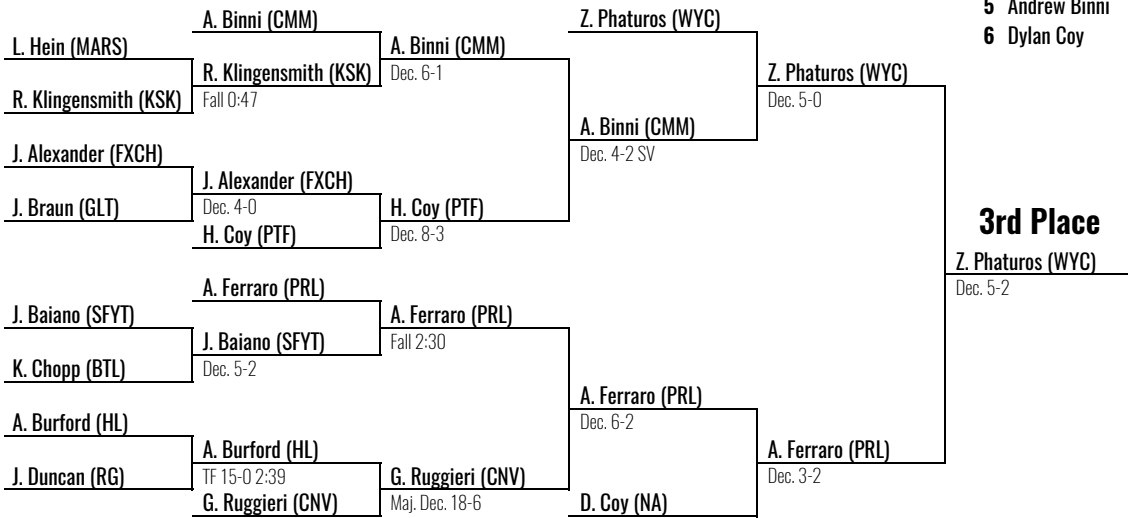 5 Andrew Binni
6 Dylan Coy
A. Binni (CMM)
Z. Phaturos (WYC)
L. Hein (MARS)
A. Binni (CMM)
R. Klingensmith (KSK)
Dec. 6-1
Z. Phaturos (WYC)
R. Klingensmith (KSK)
Fall 0:47
Dec. 5-0
A. Binni (CMM)
Dec. 4-2 SV
J. Alexander (FXCH)
J. Alexander (FXCH)
J. Braun (GLT)
Dec. 4-0
H. Coy (PTF)
H. Coy (PTF)
Dec. 8-3
3rd Place
Z. Phaturos (WYC)
Dec. 5-2
A. Ferraro (PRL)
J. Baiano (SFYT)
A. Ferraro (PRL)
J. Baiano (SFYT)
Fall 2:30
K. Chopp (BTL)
Dec. 5-2
A. Ferraro (PRL)
Dec. 6-2
A. Burford (HL)
A. Burford (HL)
A. Ferraro (PRL)
J. Duncan (RG)
TF 15-0 2:39
G. Ruggieri (CNV)
Dec. 3-2
G. Ruggieri (CNV)
Maj. Dec. 18-6
D. Coy (NA)